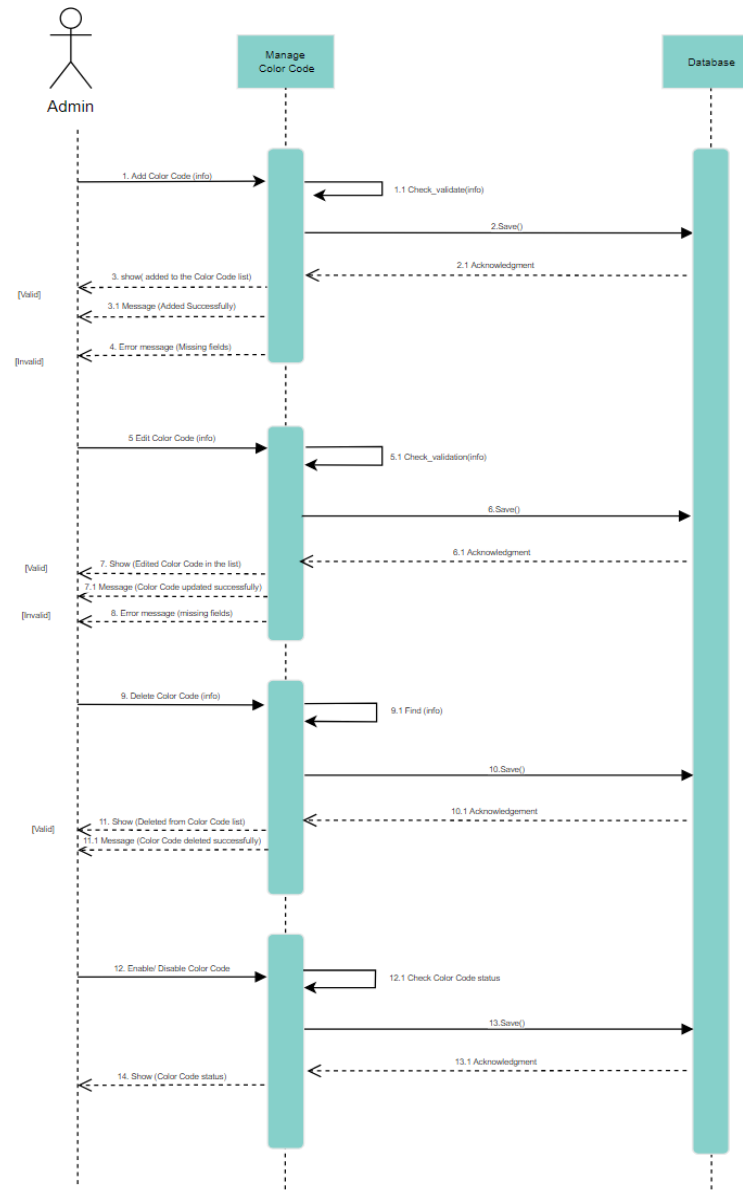 Manage
Color Code
Database
Admin
1. Add Color Code (info)
1.1 Check_validate(info)
2.Save()
2.1 Acknowledgment
3. show( added to the Color Code list)
[Valid]
3.1 Message (Added Successfully)
4. Error message (Missing fields)
[Invalid]
5 Edit Color Code (info)
5.1 Check_validation(info)
6.Save()
6.1 Acknowledgment
7. Show (Edited Color Code in the list)
[Valid]
7.1 Message (Color Code updated successfully)
8. Error message (missing fields)
[Invalid]
9. Delete Color Code (info)
9.1 Find (info)
10.Save()
10.1 Acknowledgement
11. Show (Deleted from Color Code list)
[Valid]
11.1 Message (Color Code deleted successfully)
12. Enable/ Disable Color Code
12.1 Check Color Code status
13.Save()
13.1 Acknowledgment
14. Show (Color Code status)